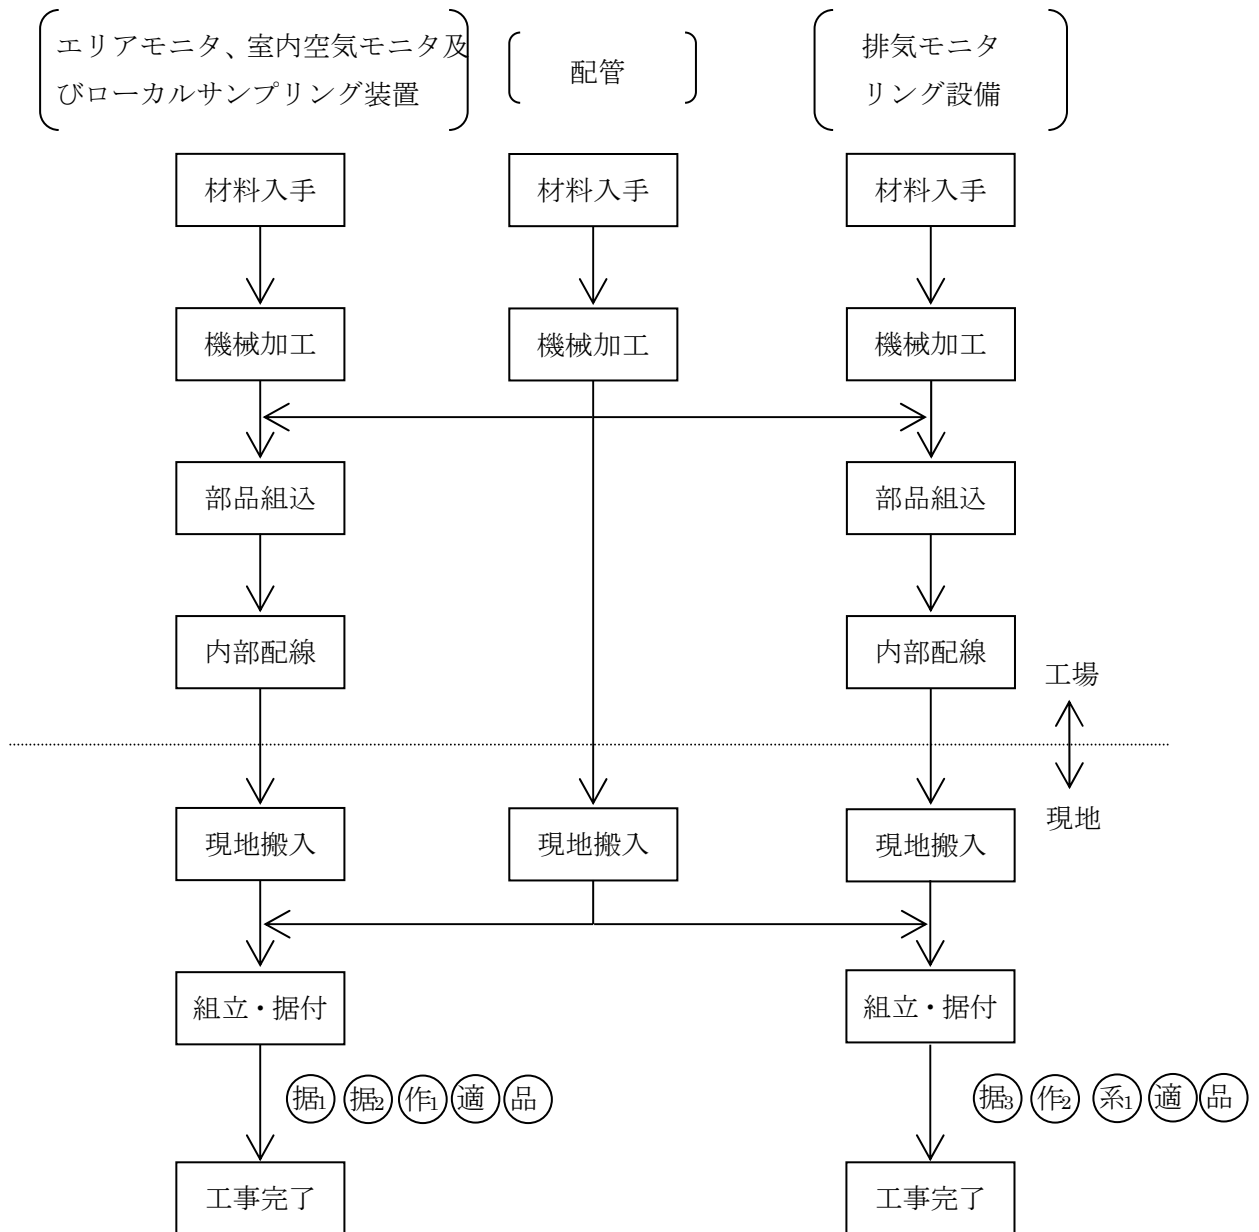 エリアモニタ、室内空気モニタ及
びローカルサンプリング装置
配管
排気モニタ
リング設備
材料入手
材料入手
材料入手
機械加工
機械加工
機械加工
部品組込
部品組込
内部配線
内部配線
工場
現地
現地搬入
現地搬入
現地搬入
組立・据付
組立・据付
据1 据2 作1 適 品
据3 作2 系1 適 品
工事完了
工事完了